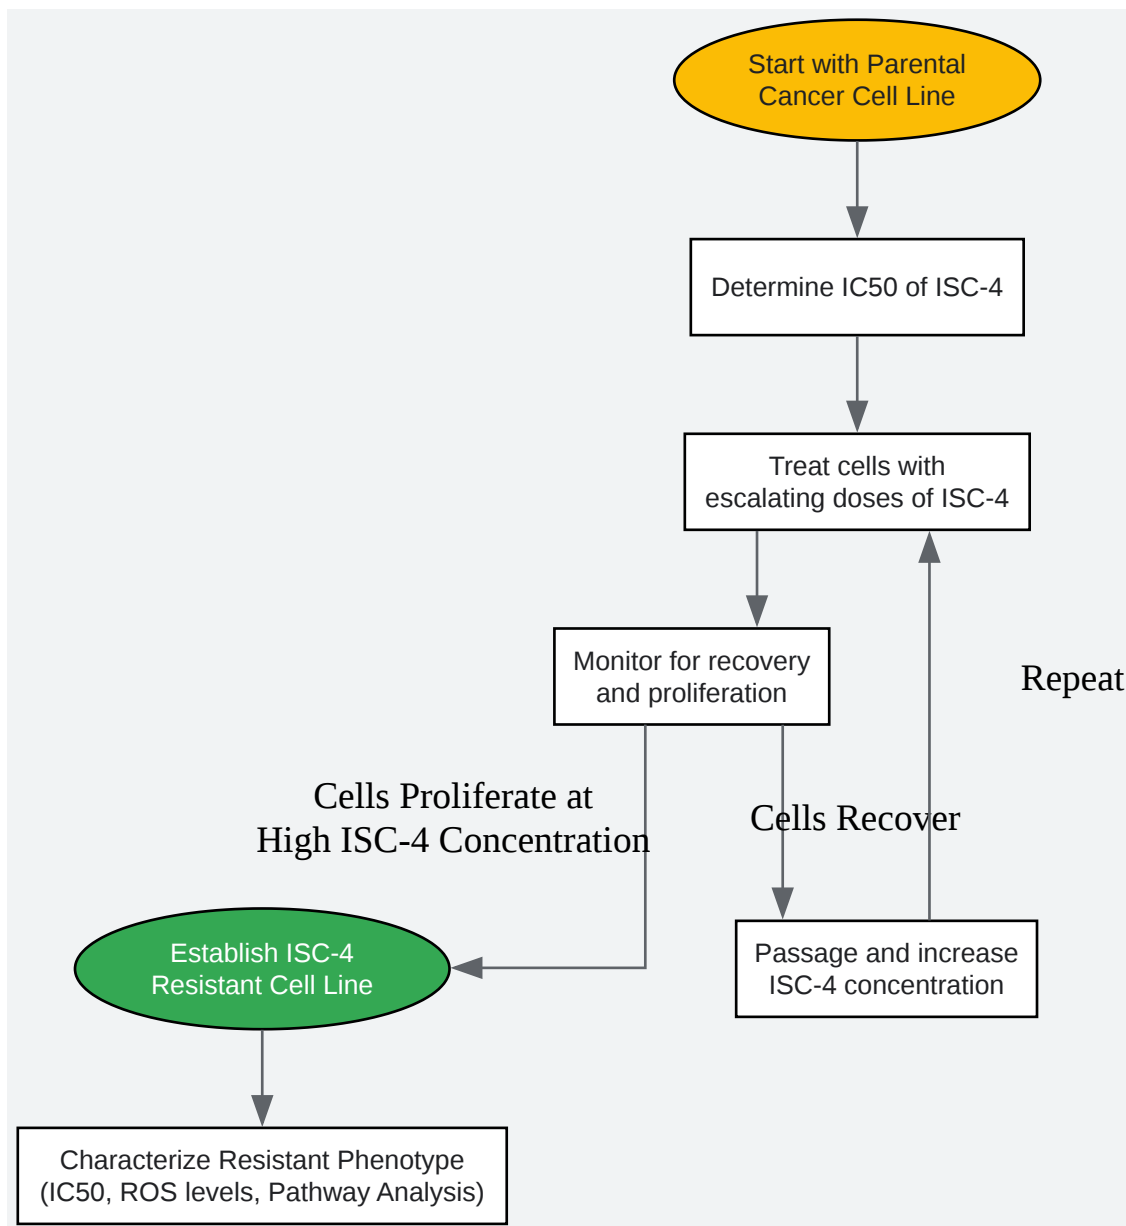 Start with Parental
Cancer Cell Line
Determine IC50 of ISC-4
Treat cells with
escalating doses of ISC-4
Monitor for recovery
and proliferation
Repeat
Cells Proliferate at
High ISC-4 Concentration
Cells Recover
Establish ISC-4
Resistant Cell Line
Passage and increase
ISC-4 concentration
Characterize Resistant Phenotype
(IC50, ROS levels, Pathway Analysis)